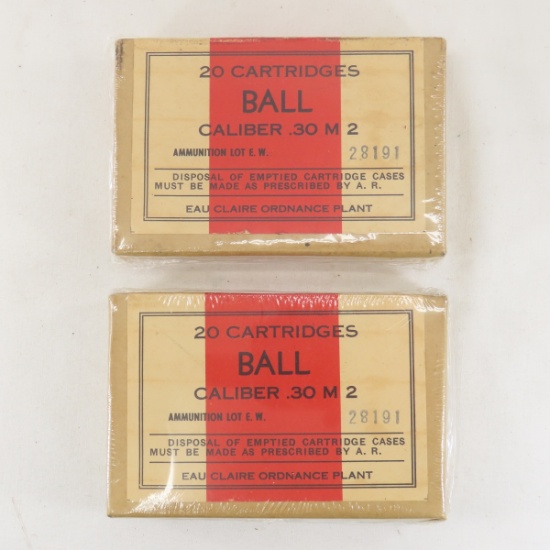 20 CARTRIDGES
BALL
CALIBER .30 M 2
AMMUNITION LOT E. W. 28191
DISPOSAL OF EMPTIED CARTRIDGE CASES
MUST BE MADE AS PRESCRIBED BY A. R.
EAU CLAIRE ORDNANCE PLANT
20 CARTRIDGES
BALL
CALIBER .30 M 2
AMMUNITION LOT E. W. 28191
DISPOSAL OF EMPTIED CARTRIDGE CASES
MUST BE MADE AS PRESCRIBED BY A. R.
EAU CLAIRE ORDNANCE PLANT